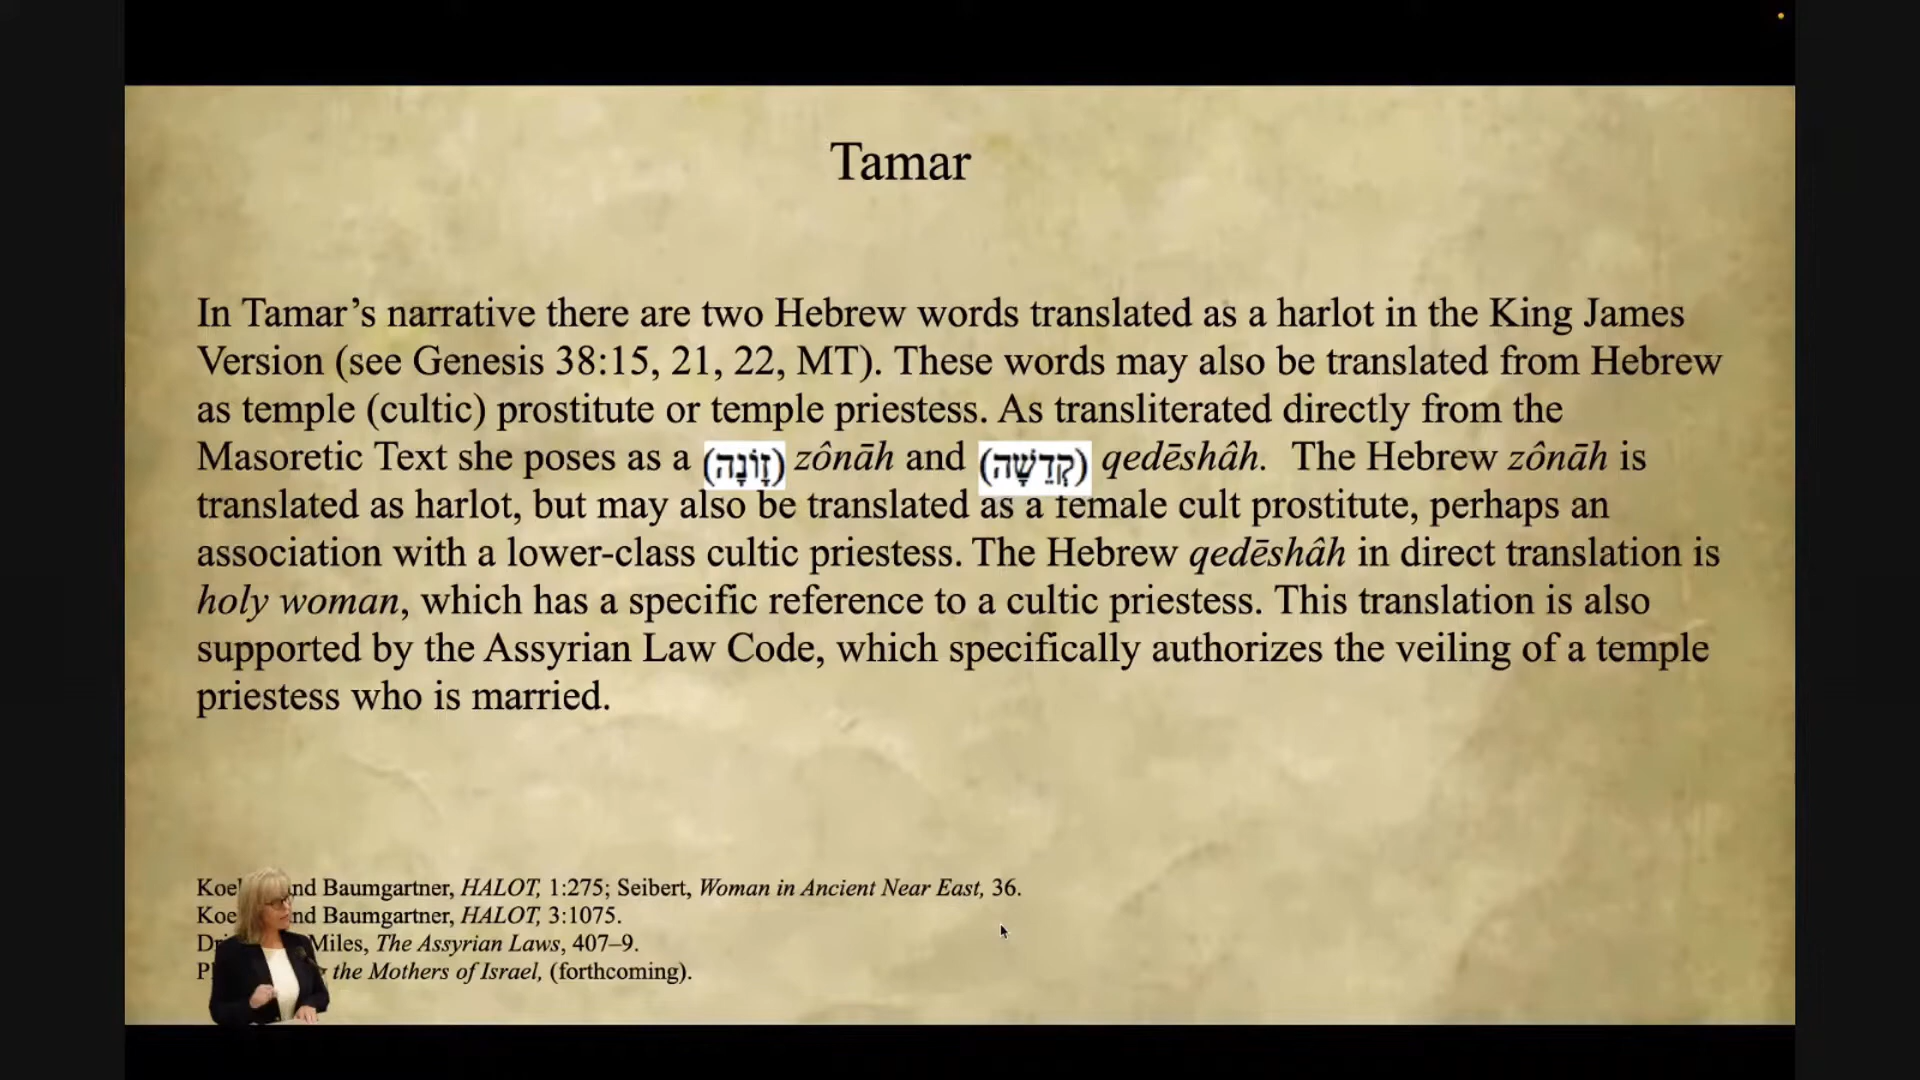 Tamar
In Tamar’s narrative there are two Hebrew words translated as a harlot in the King James
Version (see Genesis 38:15, 21, 22, MT). These words may also be translated from Hebrew
as temple (cultic) prostitute or temple priestess. As transliterated directly from the
Masoretic Text she poses as a (זוֹנָה) zônāh and (קְדֵשָׁה) qedēshâh. The Hebrew zônāh is
translated as harlot, but may also be translated as a female cult prostitute, perhaps an
association with a lower-class cultic priestess. The Hebrew qedēshâh in direct translation is
holy woman, which has a specific reference to a cultic priestess. This translation is also
supported by the Assyrian Law Code, which specifically authorizes the veiling of a temple
priestess who is married.
Baumgartner, HALOT, 1:275; Seibert, Woman in Ancient Near East, 36.
Baumgartner, HALOT, 3:1075.
Miles, The Assyrian Laws, 407–9.
the Mothers of Israel, (forthcoming).